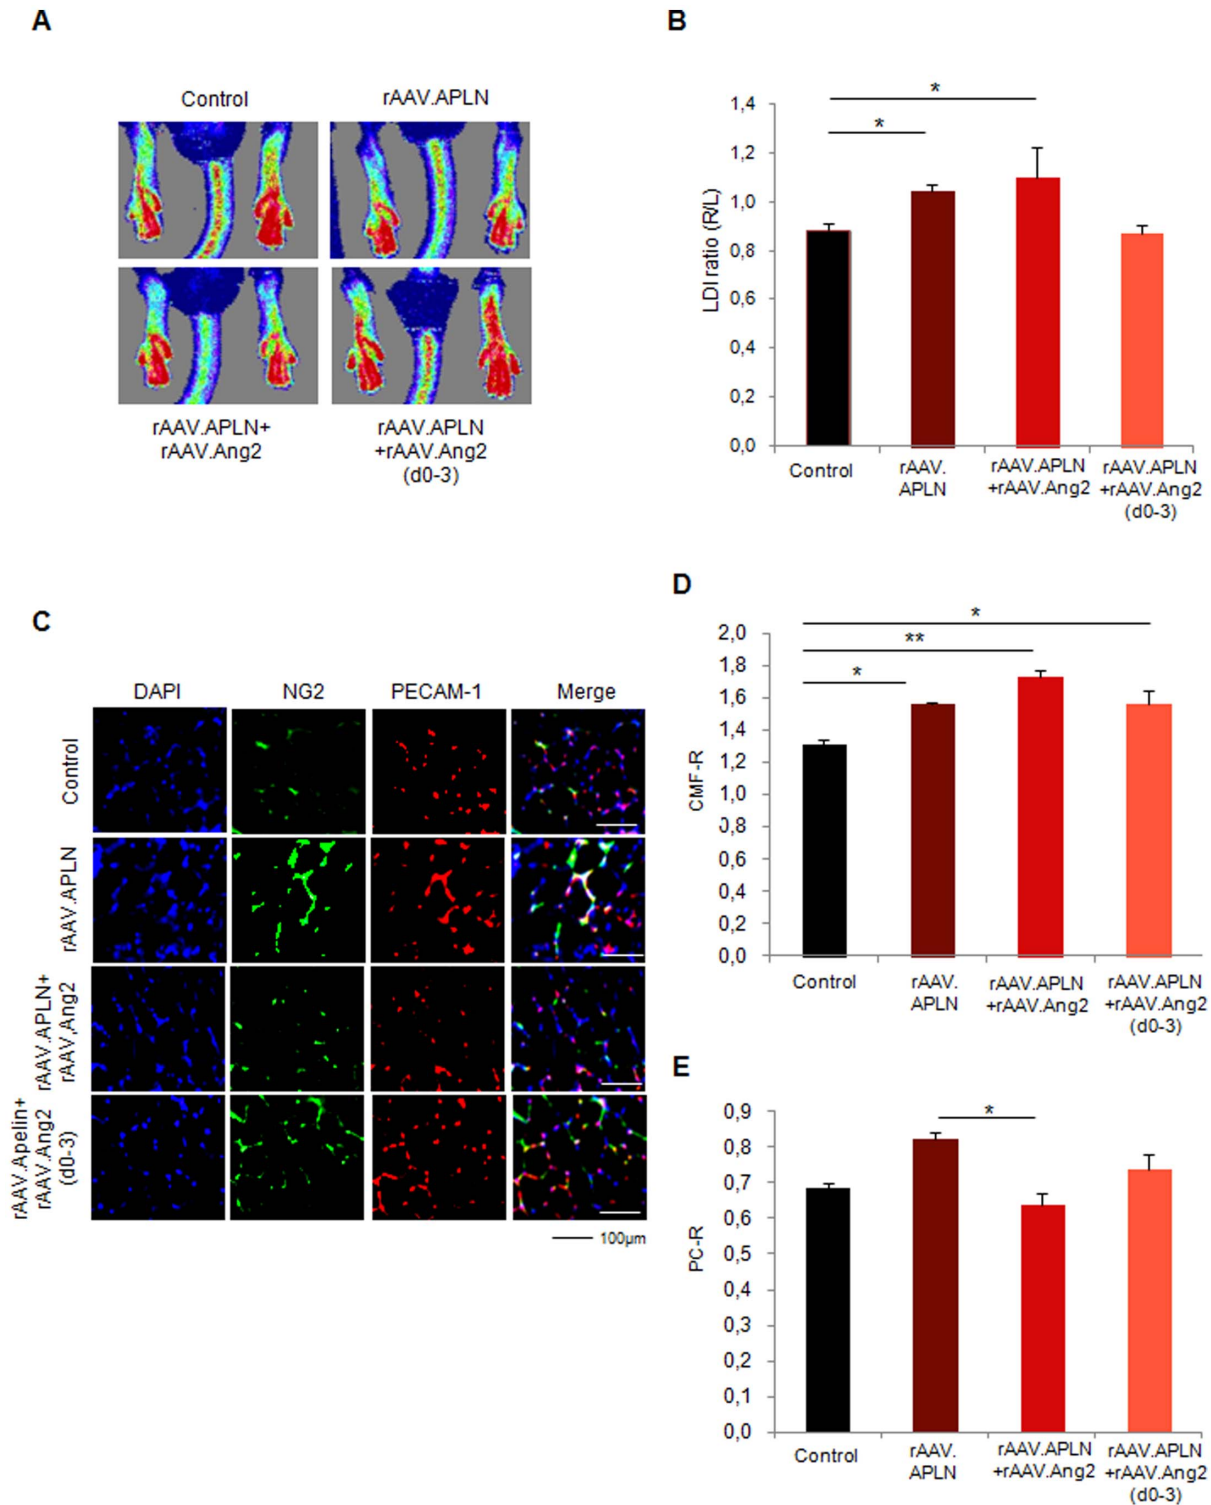 A
Control
rAAV.APLN
rAAV.APLN+
rAAV.Ang2
rAAV.APLN
+rAAV.Ang2
(d0-3)
B
LDI ratio (R/L)
1,4
1,2
1,0
0,8
0,6
0,4
0,2
0,0
*
*
Control
rAAV.
APLN
rAAV.APLN
+rAAV.Ang2
rAAV.APLN
+rAAV.Ang2
(d0-3)
C
DAPI
NG2
PECAM-1
Merge
Control
rAAV.APLN
rAAV.APLN+
rAAV,Ang2
rAAV.Apelin+
rAAV.Ang2
(d0-3)
100µm
D
CMF-R
2,0
1,8
1,6
1,4
1,2
1,0
0,8
0,6
0,4
0,2
0,0
*
**
*
Control
rAAV.
APLN
rAAV.APLN
+rAAV.Ang2
rAAV.APLN
+rAAV.Ang2
(d0-3)
E
PC-R
0,9
0,8
0,7
0,6
0,5
0,4
0,3
0,2
0,1
0,0
*
Control
rAAV.
APLN
rAAV.APLN
+rAAV.Ang2
rAAV.APLN
+rAAV.Ang2
(d0-3)